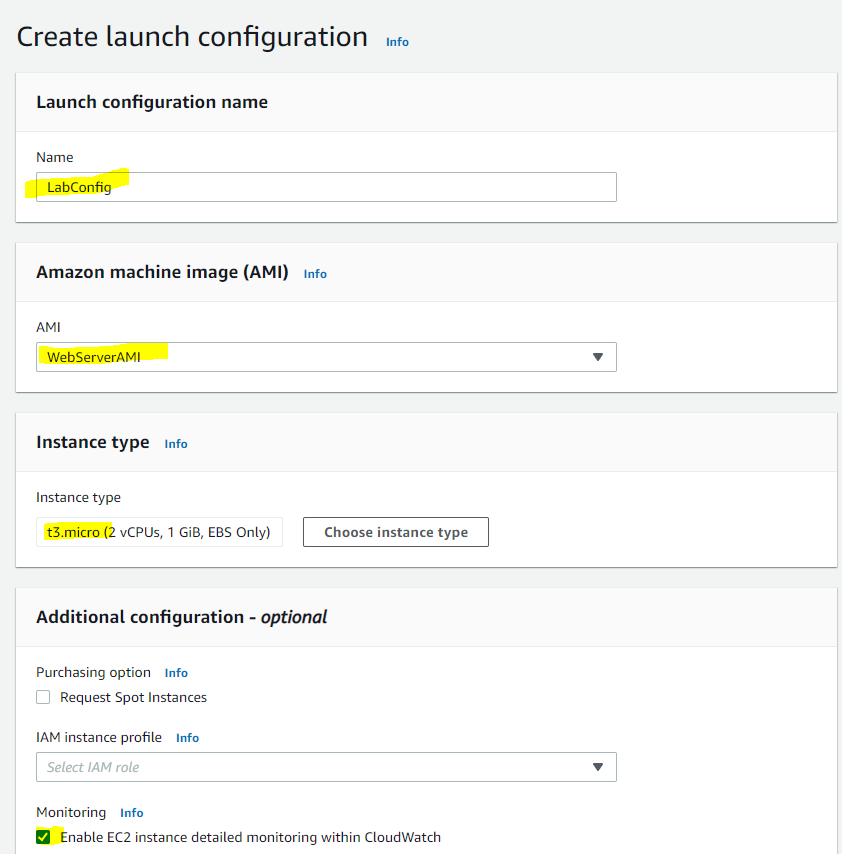 Create launch configuration Info
Launch configuration name
Name
LabConfig
Amazon machine image (AMI) Info
AMI
WebServerAMI
Instance type Info
Instance type
t3.micro (2 vCPUs, 1 GiB, EBS Only) Choose instance type
Additional configuration - optional
Purchasing option Info
Request Spot Instances
IAM instance profile Info
Select IAM role
Monitoring Info
Enable EC2 instance detailed monitoring within CloudWatch